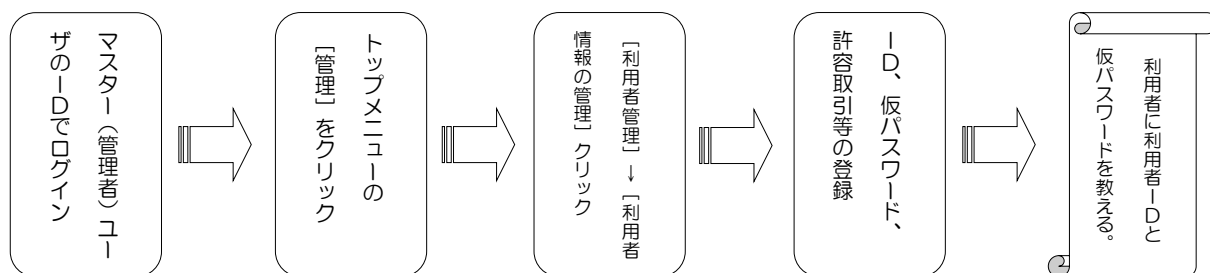 マスター（管理者）ユー
ザのIDでログイン
トップメニューの
［管理］をクリック
［利用者管理］→［利用者
情報の管理］クリック
ID、仮パスワード、
許容取引等の登録
利用者に利用者IDと
仮パスワードを教える。